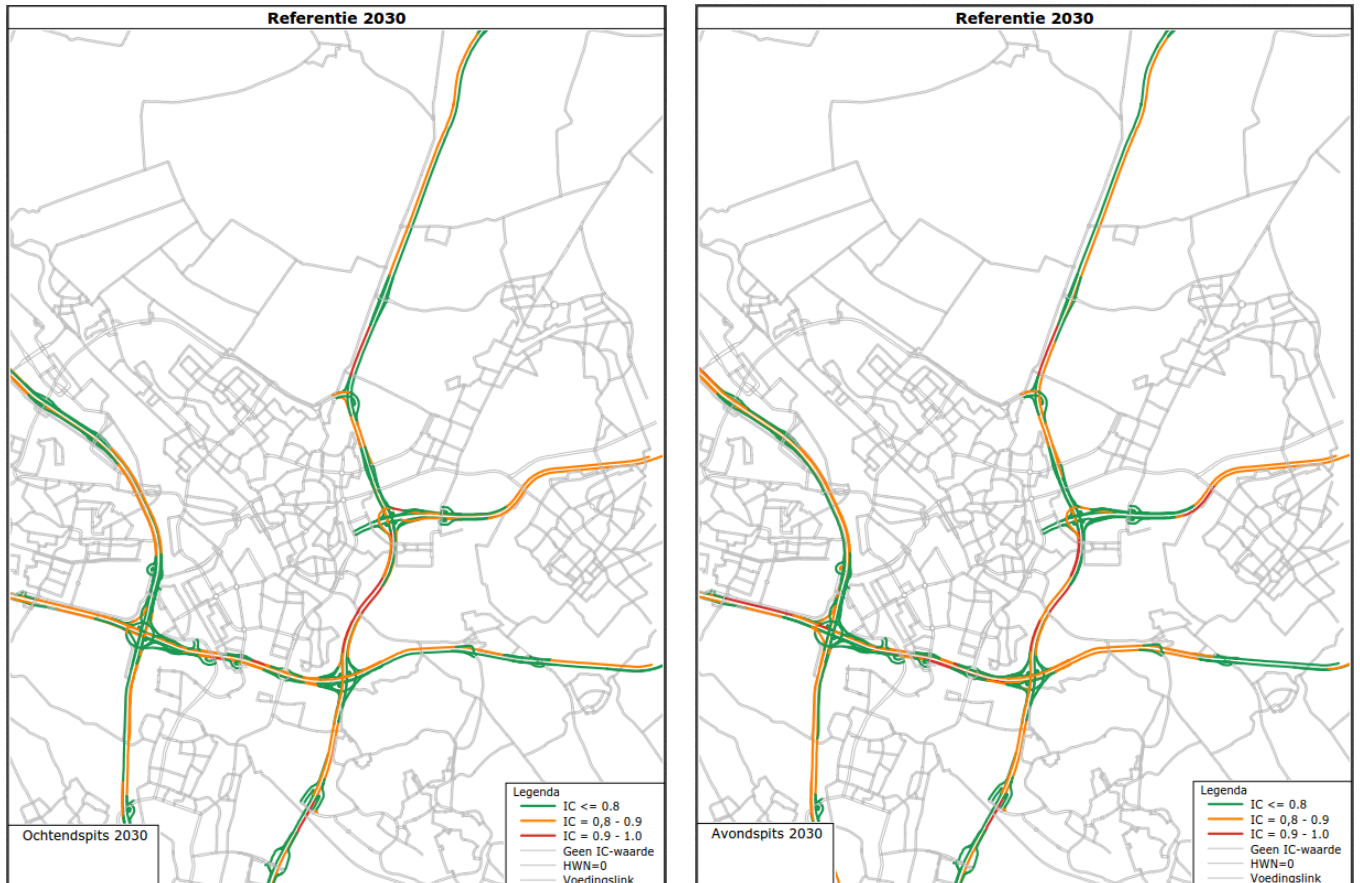 Referentie 2030
Legenda
IC <= 0.8
IC = 0,8 - 0.9
IC = 0.9 - 1.0
Geen IC-waarde
HWN=0
Voedingslink
Ochtendspits 2030
Referentie 2030
Legenda
IC <= 0.8
IC = 0,8 - 0.9
IC = 0.9 - 1.0
Geen IC-waarde
HWN=0
Voedingslink
Avondspits 2030